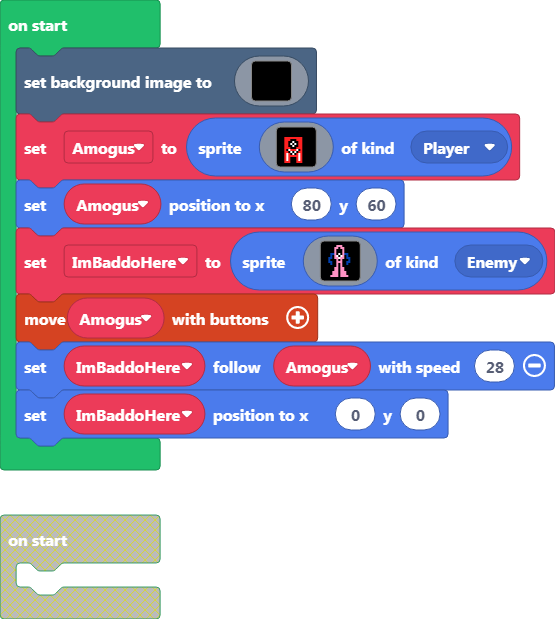 on start
set background image to
set Amogus to sprite of kind Player
set Amogus position to x 80 y 60
set ImBaddoHere to sprite of kind Enemy
move Amogus with buttons
set ImBaddoHere follow Amogus with speed 28
set ImBaddoHere position to x 0 y 0
on start